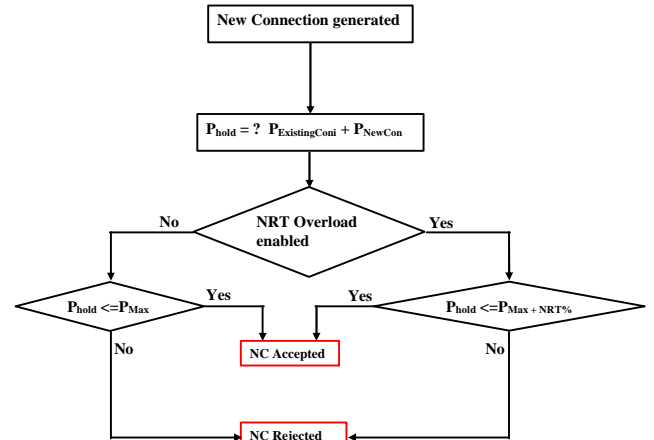 New Connection generated
Phold = ? PExistingConi + PNewCon
NRT Overload
enabled
No
Yes
Phold <=PMax
Yes
Yes
Phold <=PMax + NRT%
No
NC Accepted
No
NC Rejected